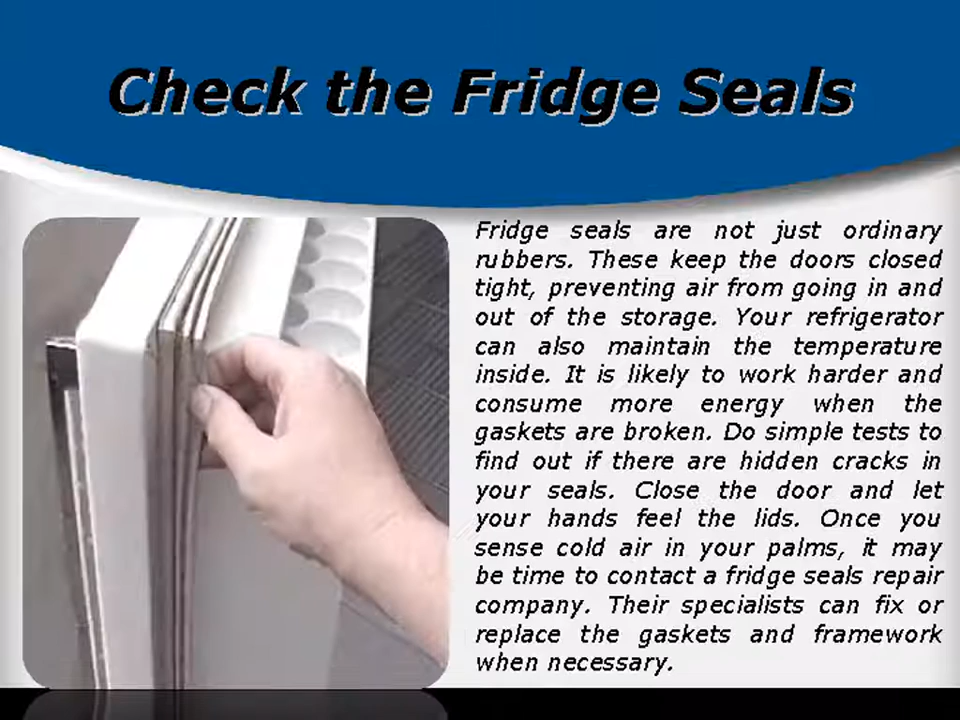 Check the Fridge Seals
Fridge seals are not just ordinary
rubbers. These keep the doors closed
tight, preventing air from going in and
out of the storage. Your refrigerator
can also maintain the temperature
inside. It is likely to work harder and
consume more energy when the
gaskets are broken. Do simple tests to
find out if there are hidden cracks in
your seals. Close the door and let
your hands feel the lids. Once you
sense cold air in your palms, it may
be time to contact a fridge seals repair
company. Their specialists can fix or
replace the gaskets and framework
when necessary.